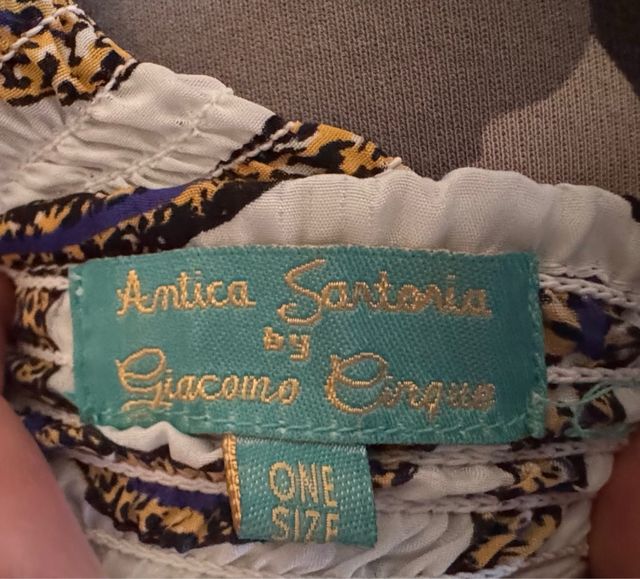 Antica Sartoria
by
Giacomo Cinque
ONE
SIZE